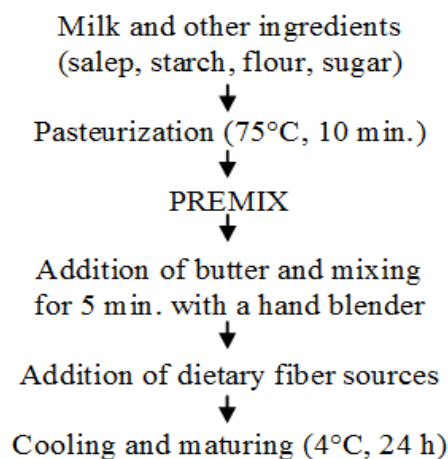 Milk and other ingredients
(salep, starch, flour, sugar)
Pasteurization (75°C, 10 min.)
PREMIX
Addition of butter and mixing
for 5 min. with a hand blender
Addition of dietary fiber sources
Cooling and maturing (4°C, 24 h)